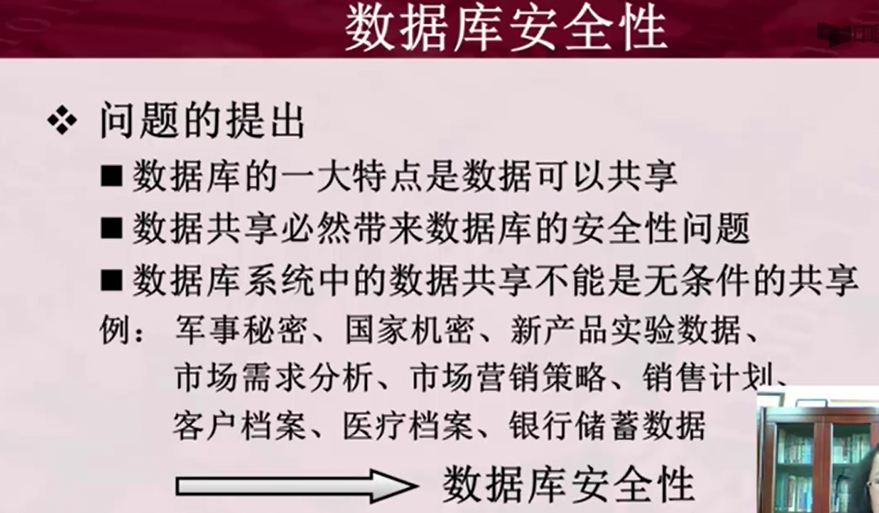 数据库安全性
❖ 问题的提出
■ 数据库的一大特点是数据可以共享
■ 数据共享必然带来数据库的安全性问题
■ 数据库系统中的数据共享不能是无条件的共享
例： 军事秘密、国家机密、新产品实验数据、
市场需求分析、市场营销策略、销售计划、
客户档案、医疗档案、银行储蓄数据
数据库安全性